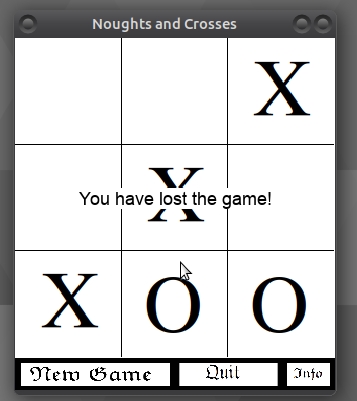 Noughts and Crosses
X
X
You have lost the game!
X O O
New Game Quit Info